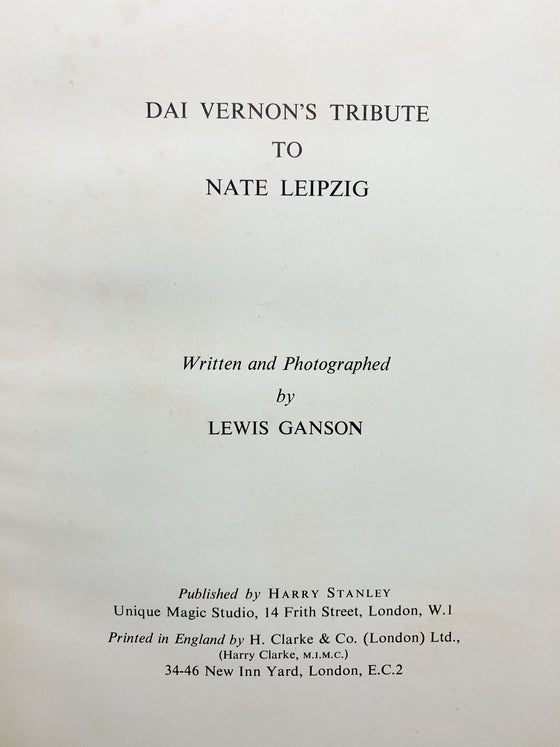 DAI VERNON'S TRIBUTE
TO
NATE LEIPZIG
Written and Photographed
by
LEWIS GANSON
Published by HARRY STANLEY
Unique Magic Studio, 14 Frith Street, London, W.1
Printed in England by H. Clarke & Co. (London) Ltd.,
(Harry Clarke, M.I.M.C.)
34-46 New Inn Yard, London, E.C.2